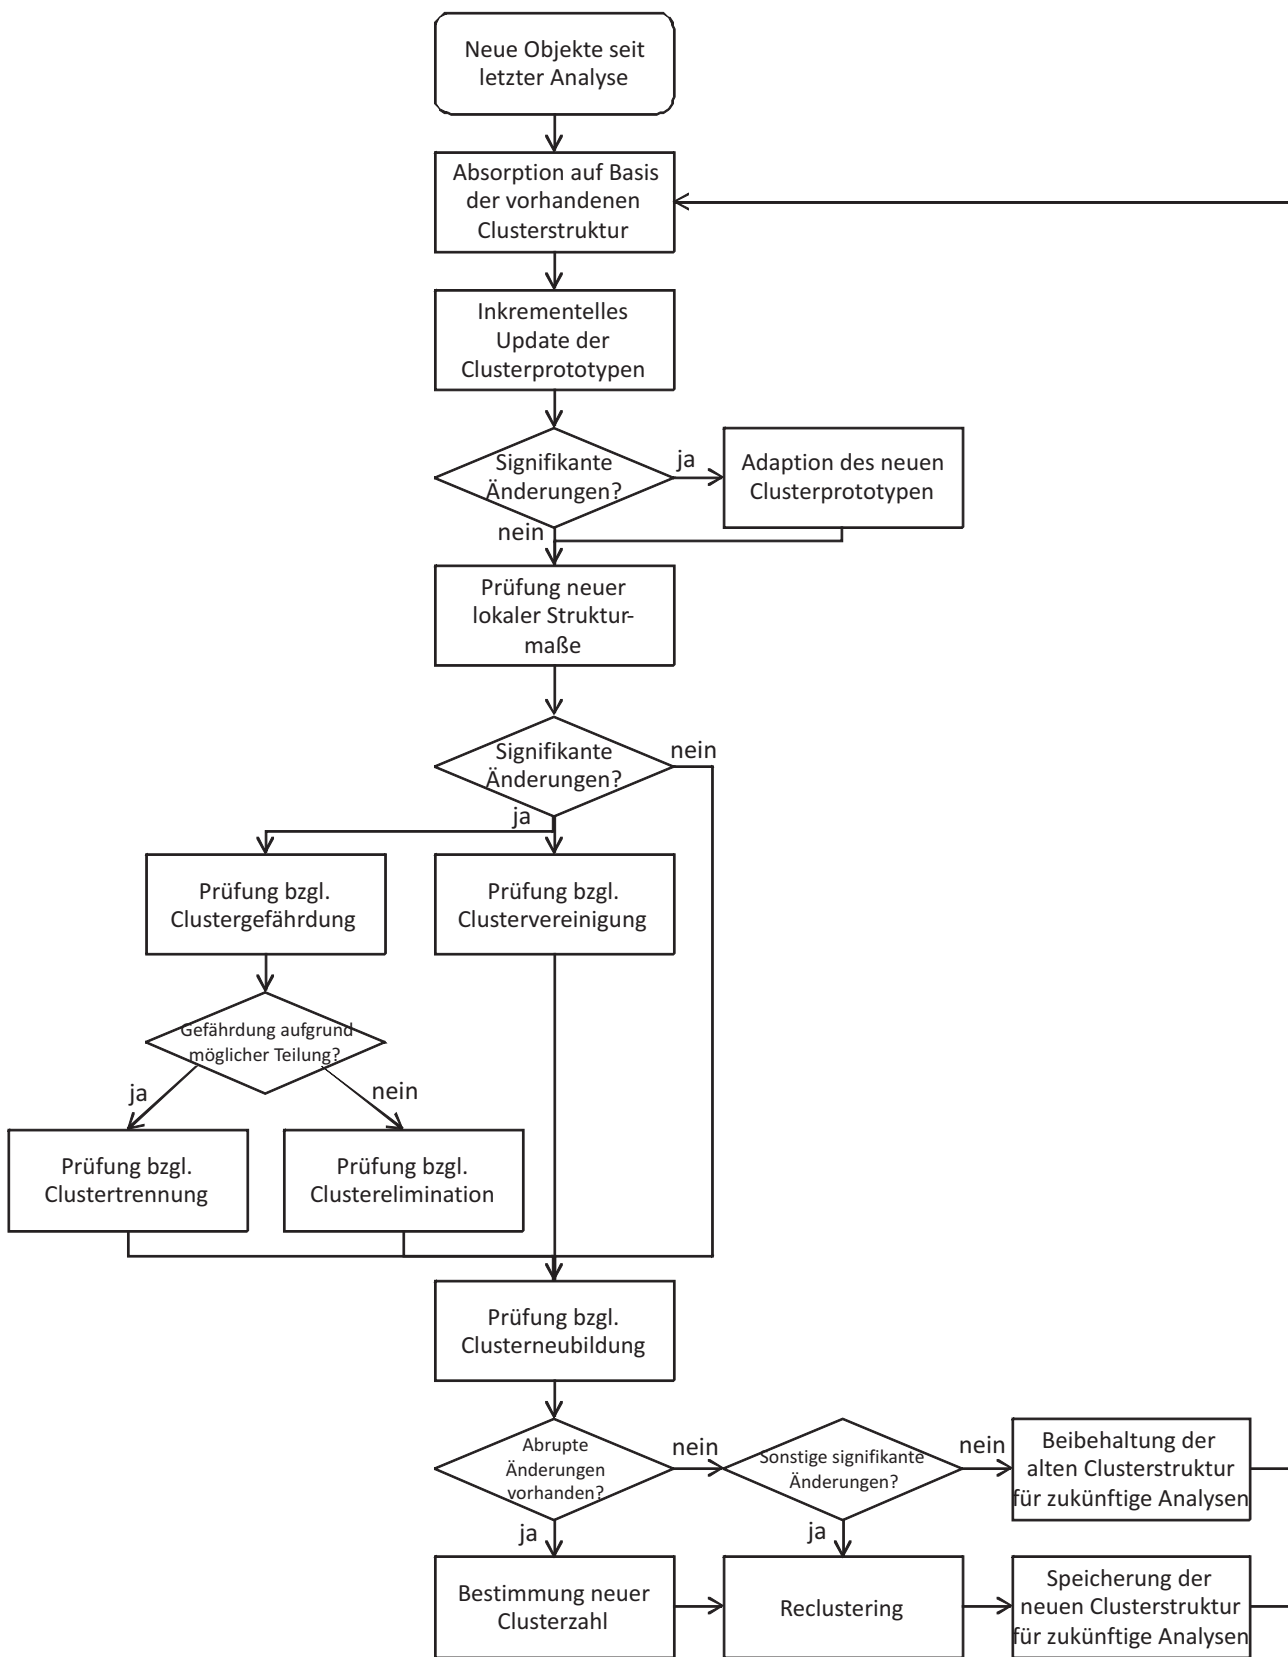 Neue Objekte seit
letzter Analyse
Absorption auf Basis
der vorhandenen
Clusterstruktur
Inkrementelles
Update der
Clusterprototypen
Signifikante
Änderungen?
ja
Adaption des neuen
Clusterprototypen
nein
Prüfung neuer
lokaler Struktur-
maße
Signifikante
Änderungen?
nein
ja
Prüfung bzgl.
Clustergefährdung
Prüfung bzgl.
Clustervereinigung
Gefährdung aufgrund
möglicher Teilung?
ja
nein
Prüfung bzgl.
Clustertrennung
Prüfung bzgl.
Clusterelimination
Prüfung bzgl.
Clusterneubildung
Abrupte
Änderungen
vorhanden?
nein
Sonstige signifikante
Änderungen?
nein
Beibehaltung der
alten Clusterstruktur
für zukünftige Analysen
ja
ja
Bestimmung neuer
Clusterzahl
Reclustering
Speicherung der
neuen Clusterstruktur
für zukünftige Analysen